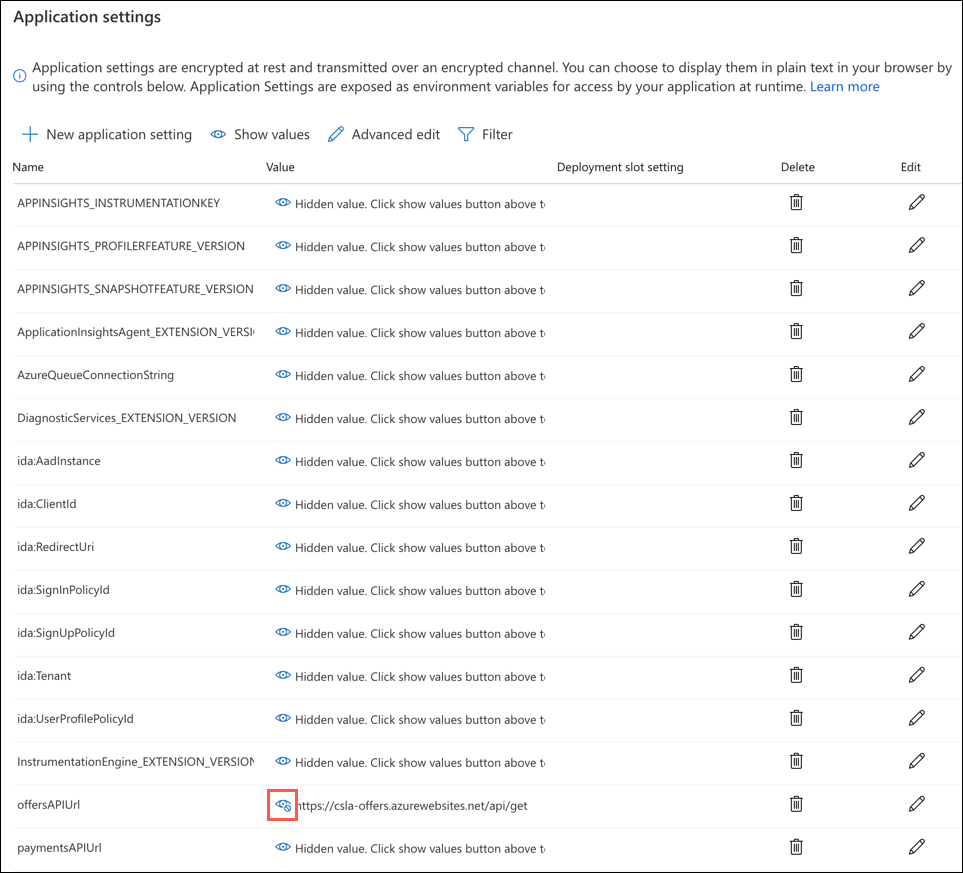 Application settings
Application settings are encrypted at rest and transmitted over an encrypted channel. You can choose to display them in plain text in your browser by
using the controls below. Application Settings are exposed as environment variables for access by your application at runtime. Learn more
New application setting Show values Advanced edit Filter
Name Value Deployment slot setting Delete Edit
APPINSIGHTS_INSTRUMENTATIONKEY Hidden value. Click show values button above t
APPINSIGHTS_PROFILERFEATURE_VERSION Hidden value. Click show values button above t
APPINSIGHTS_SNAPSHOTFEATURE_VERSION Hidden value. Click show values button above t
ApplicationInsightsAgent_EXTENSION_VERSI Hidden value. Click show values button above t
AzureQueueConnectionString Hidden value. Click show values button above t
DiagnosticServices_EXTENSION_VERSION Hidden value. Click show values button above t
ida:AadInstance Hidden value. Click show values button above t
ida:ClientId Hidden value. Click show values button above t
ida:RedirectUri Hidden value. Click show values button above t
ida:SignInPolicyId Hidden value. Click show values button above t
ida:SignUpPolicyId Hidden value. Click show values button above t
ida:Tenant Hidden value. Click show values button above t
ida:UserProfilePolicyId Hidden value. Click show values button above t
InstrumentationEngine_EXTENSION_VERSION Hidden value. Click show values button above t
offersAPIUrl https://csla-offers.azurewebsites.net/api/get
paymentsAPIUrl Hidden value. Click show values button above t